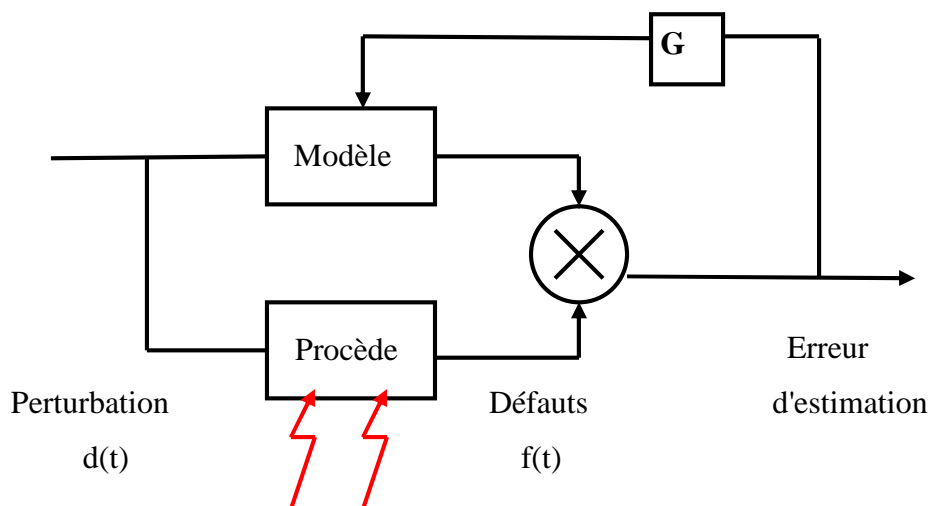 G
Modèle
Procède
Erreur
d'estimation
Perturbation
d(t)
Défauts
f(t)